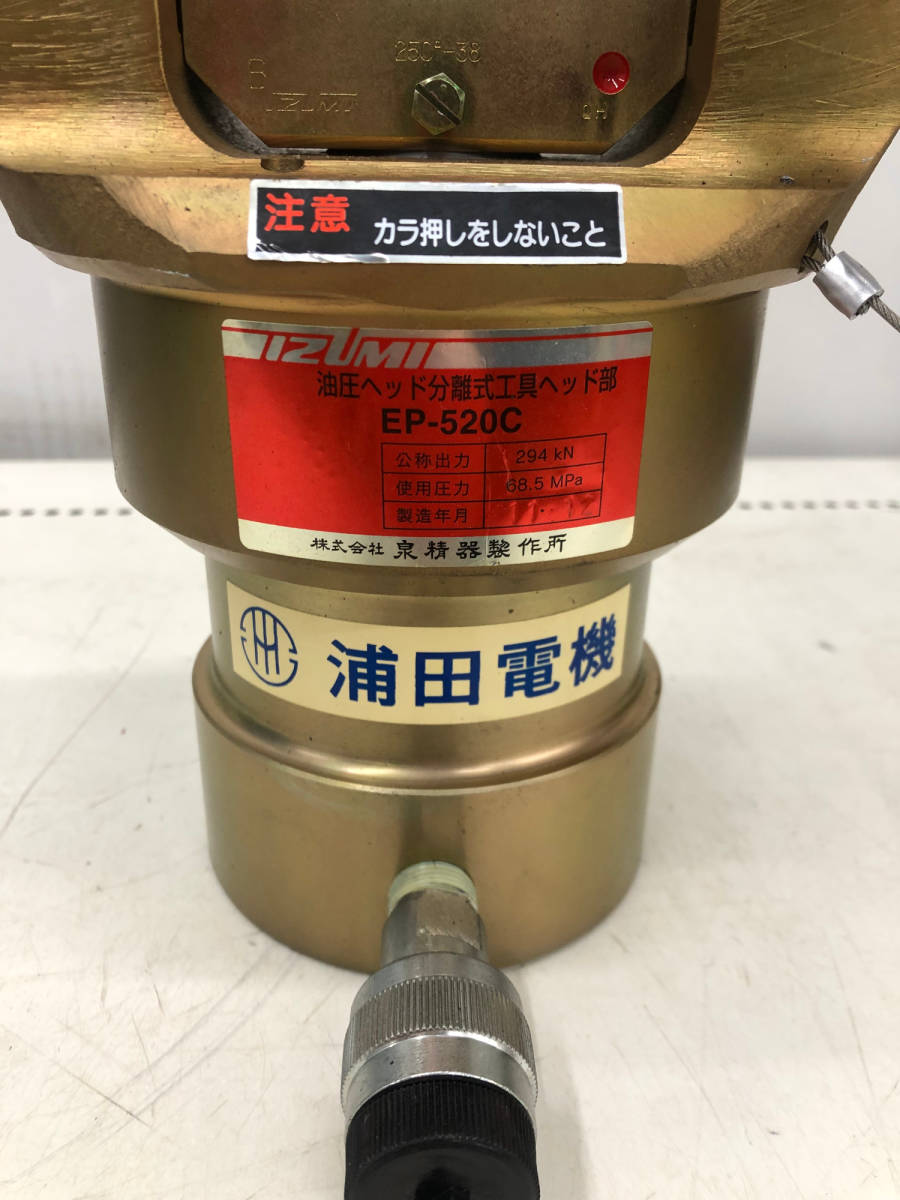 250⁺-38
6
IZUMI
QH
注意 カラ押しをしないこと
IZUMI
油圧ヘッド分離式工具ヘッド部
EP-520C
公称出力 294 kN
使用圧力 68.5 MPa
製造年月
株式会社 泉精器製作所
浦田電機